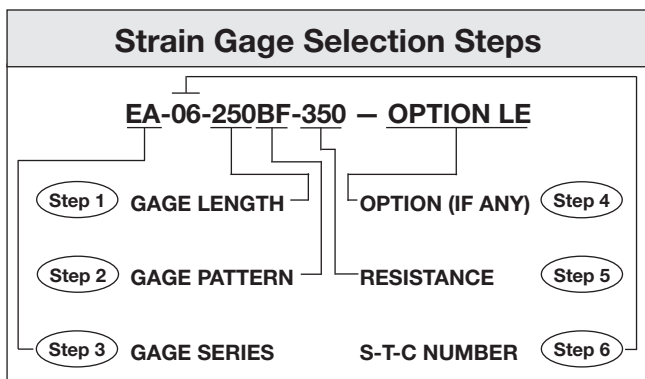 Strain Gage Selection Steps
EA-06-250BF-350 — OPTION LE
Step 1 GAGE LENGTH OPTION (IF ANY) Step 4
Step 2 GAGE PATTERN RESISTANCE Step 5
Step 3 GAGE SERIES S-T-C NUMBER Step 6